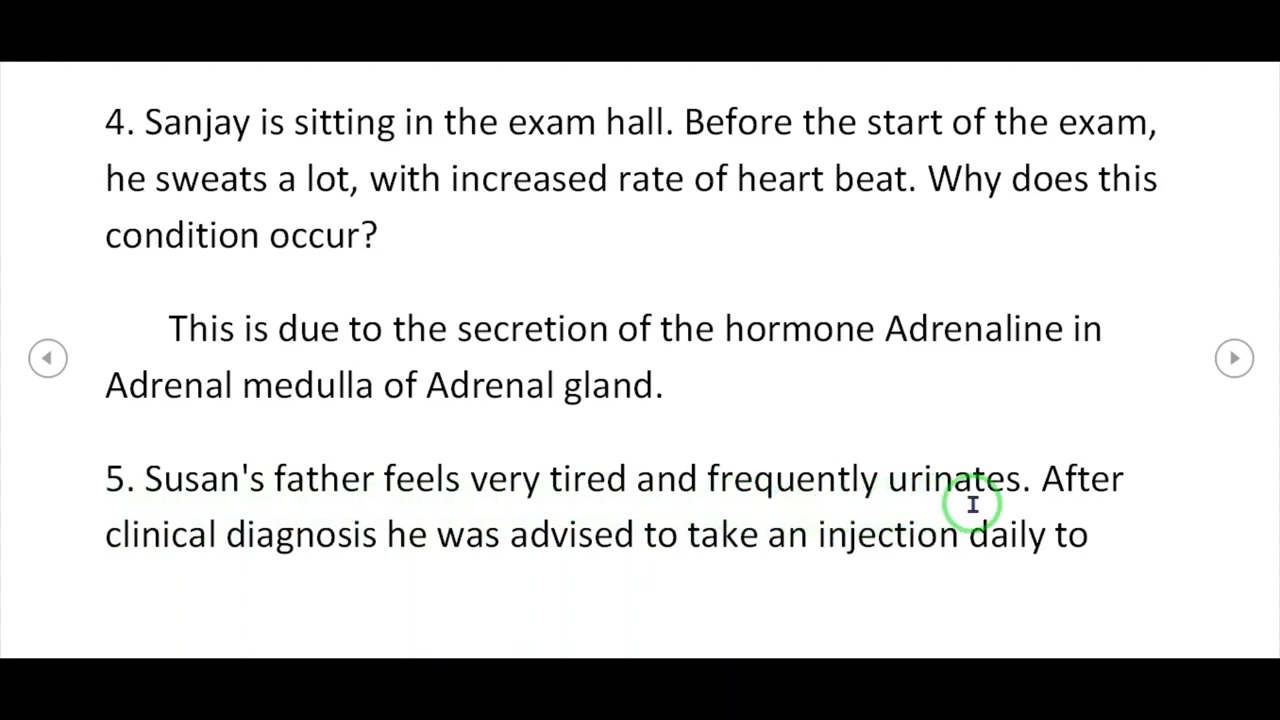 4. Sanjay is sitting in the exam hall. Before the start of the exam,
he sweats a lot, with increased rate of heart beat. Why does this
condition occur?
This is due to the secretion of the hormone Adrenaline in
Adrenal medulla of Adrenal gland.
5. Susan's father feels very tired and frequently urinates. After
clinical diagnosis he was advised to take an injection daily to